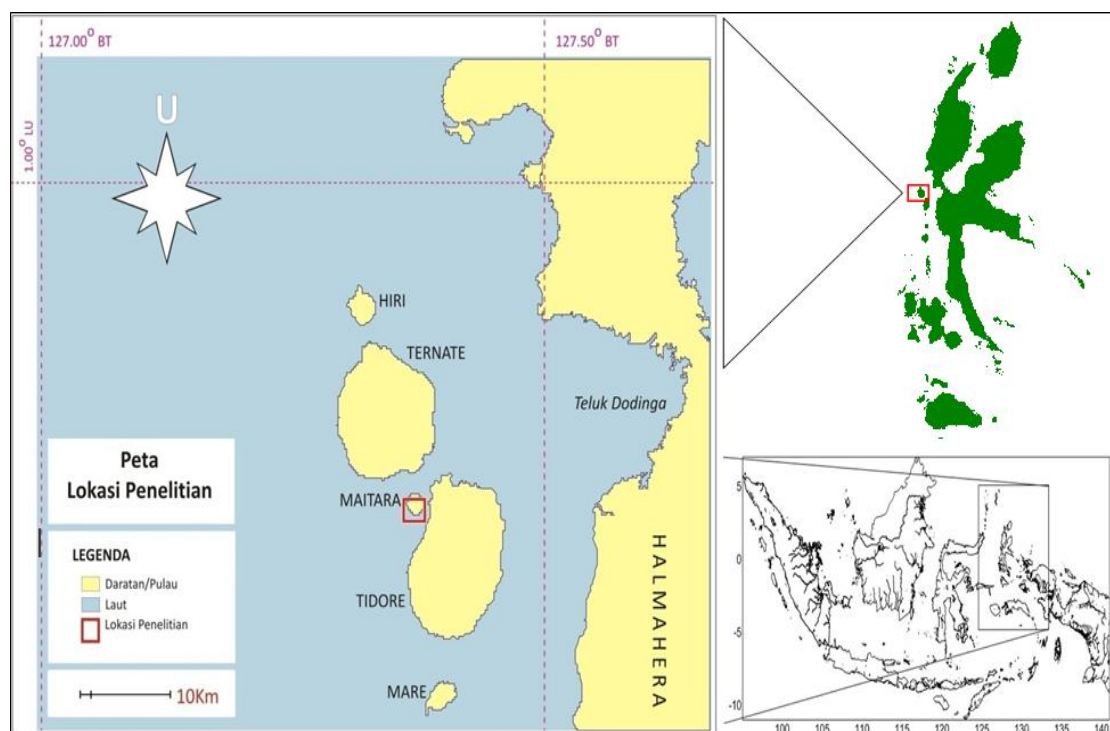 127.00° BT
127.50° BT
1.00° LU
U
HIRI
TERNATE
Teluk Dodinga
Peta
Lokasi Penelitian
MAITARA
LEGENDA
Daratan/Pulau
Laut
Lokasi Penelitian
TIDORE
HALMAHERA
10Km
MARE
5
0
-5
-10
100
105
110
115
120
125
130
135
140